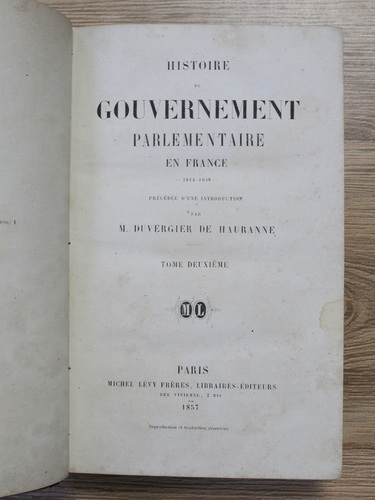 HISTOIRE
DU
GOUVERNEMENT
PARLEMENTAIRE
EN FRANCE
— 1814-1848 —
PRÉCÉDÉE D'UNE INTRODUCTION
PAR
M. DUVERGIER DE HAURANNE
TOME DEUXIÈME
ML
PARIS
MICHEL LÉVY FRÈRES, LIBRAIRES-ÉDITEURS
RUE VIVIENNE, 2 BIS
1857
Reproduction et traduction réservées